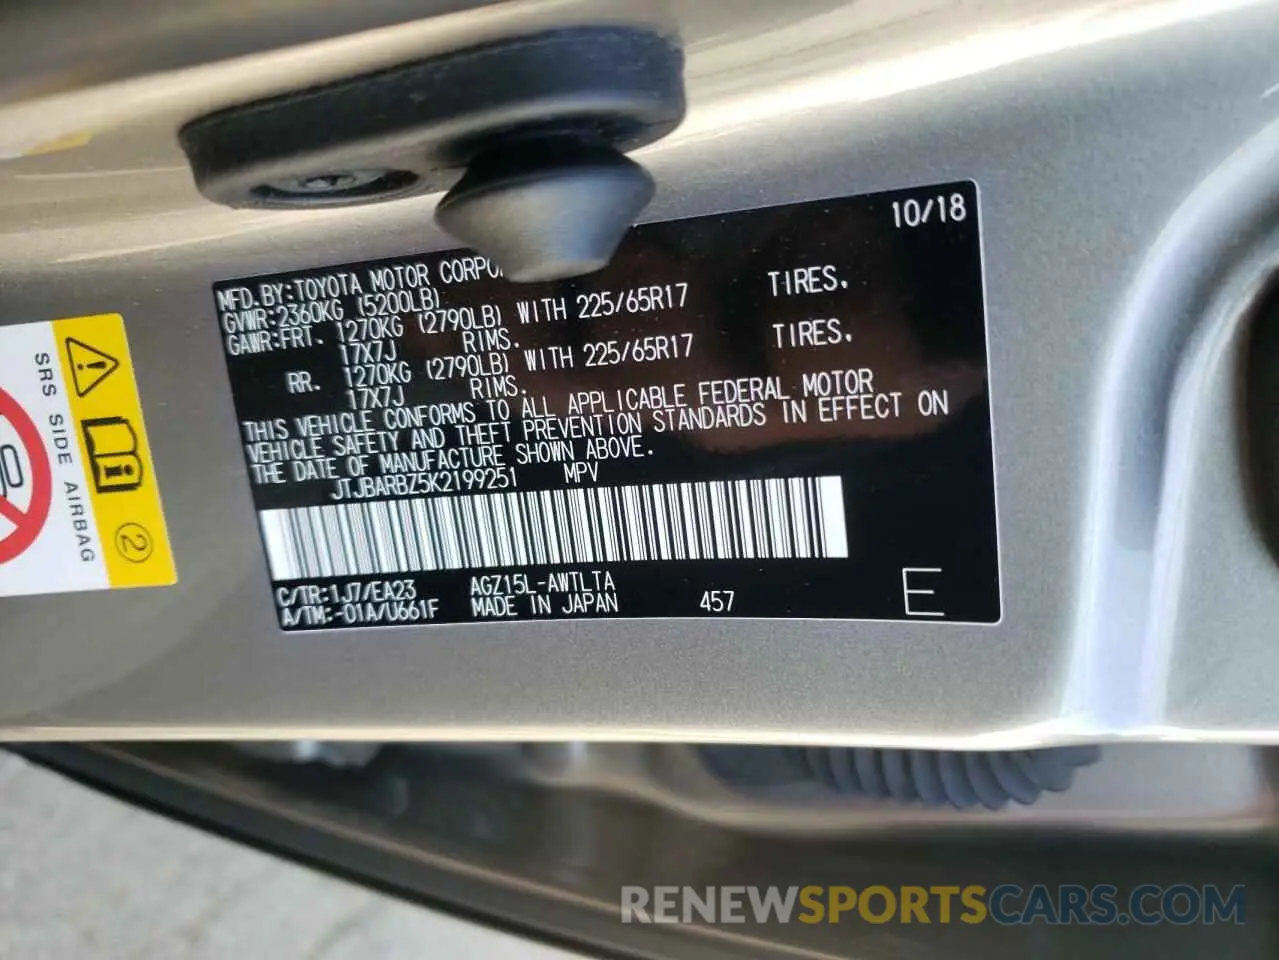 10/18
MFD.BY:TOYOTA MOTOR
GVWR:2360KG (5200LB)
GAWR:FRT. 1270KG (2790LB) WITH 225/65R17 TIRES.
17X7J RIMS.
RR. 1270KG (2790LB) WITH 225/65R17 TIRES.
17X7J RIMS.
THIS VEHICLE CONFORMS TO ALL APPLICABLE FEDERAL MOTOR
VEHICLE SAFETY AND THEFT PREVENTION STANDARDS IN EFFECT ON
THE DATE OF MANUFACTURE SHOWN ABOVE.
JTJBARBZ5K2199251 MPV
C/TR:1J7/EA23 AGZ15L-AWTLTA
A/TM:-01A/U661F MADE IN JAPAN 457 E
SRS SIDE AIRBAG
2
RENEWSPORTSCARS.COM